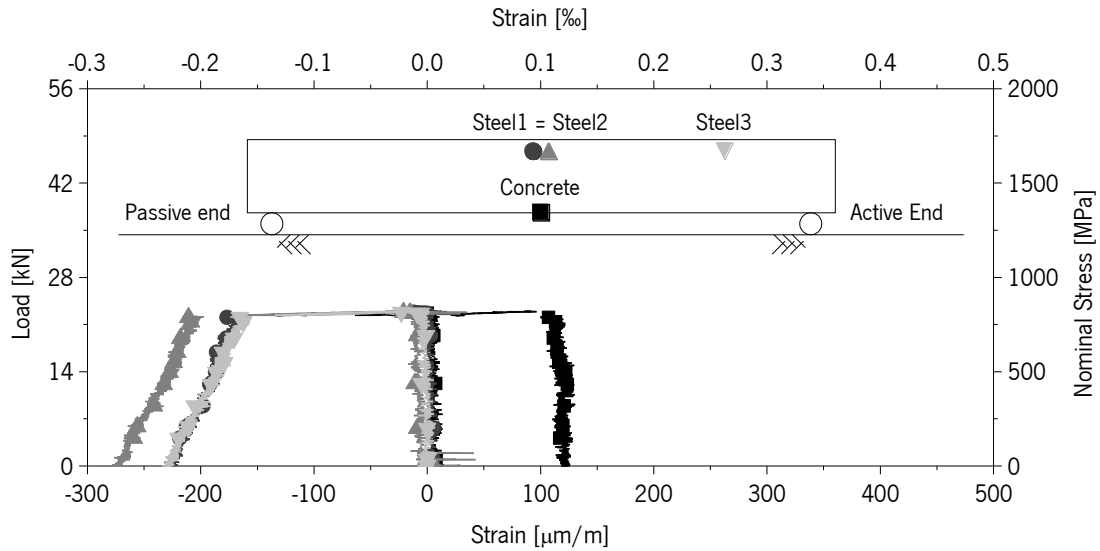 Strain [‰]
-0.3 -0.2 -0.1 0.0 0.1 0.2 0.3 0.4 0.5
56 2000
Steel1 = Steel2 Steel3
42 1500
Concrete
Passive end Active End
28 1000
14 500
0 0
-300 -200 -100 0 100 200 300 400 500
Strain [μm/m]
Load [kN]
Nominal Stress [MPa]